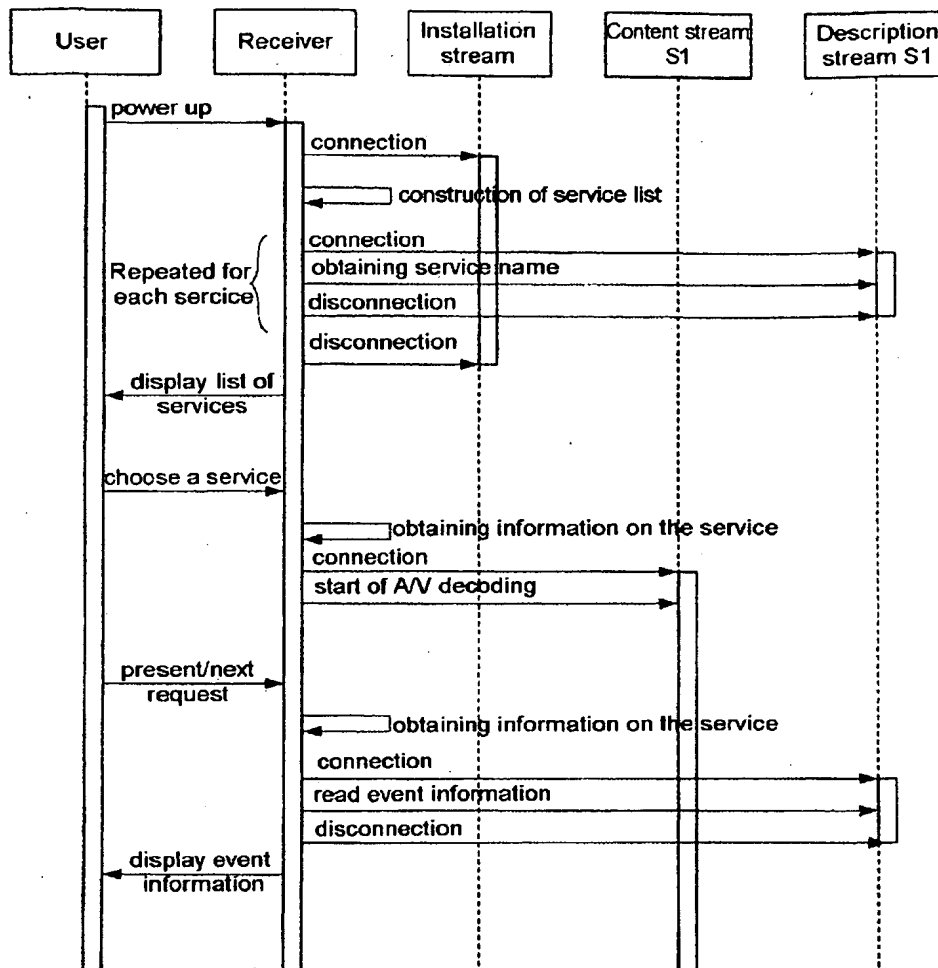 User
Receiver
Installation
stream
Content stream
S1
Description
stream S1
power up
connection
construction of service list
connection
Repeated for
each sercice
obtaining service name
disconnection
disconnection
display list of
services
choose a service
obtaining information on the service
connection
start of A/V decoding
present/next
request
obtaining information on the service
connection
read event information
disconnection
display event
information